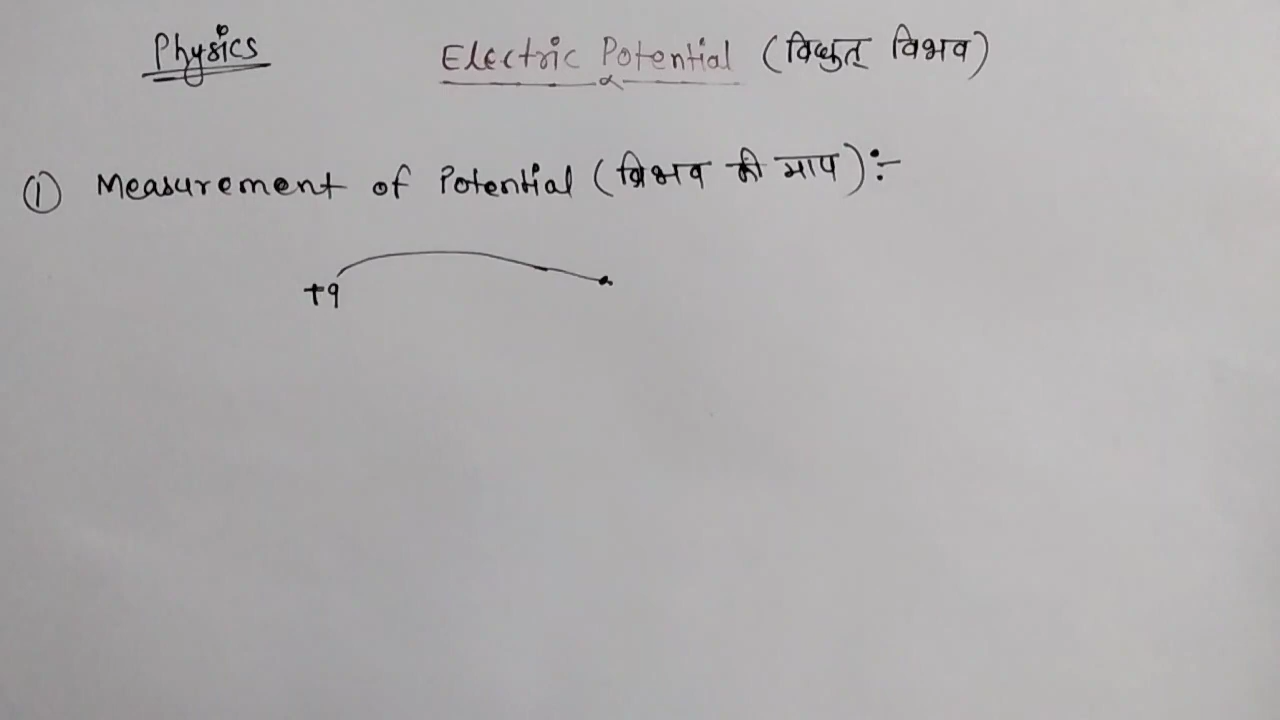 Physics
Electric Potential (विद्युत् विभव)
① Measurement of Potential (विभव की माप):-
+q